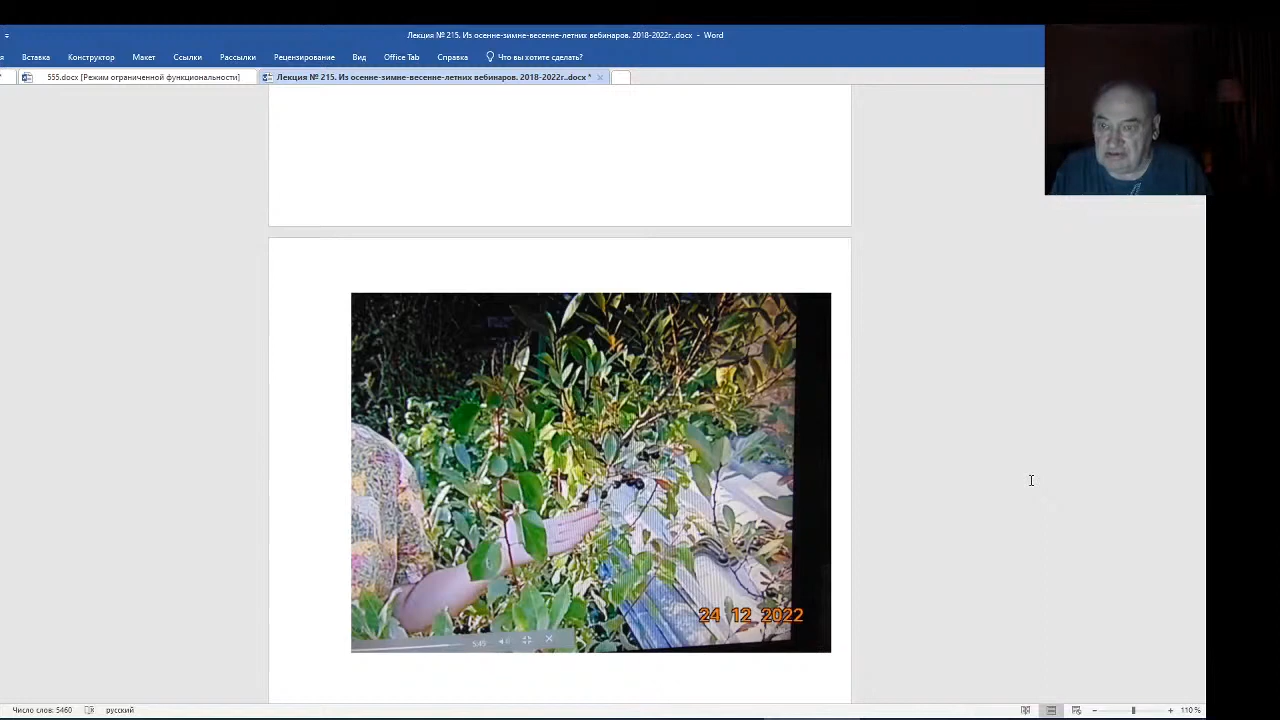 Лекция № 215. Из осенне-зимне-весенне-летних вебинаров. 2018-2022г..docx - Word
Вставка Конструктор Макет Ссылки Рассылки Рецензирование Вид Office Tab Справка Что вы хотите сделать?
555.docx [Режим ограниченной функциональности] Лекция № 215. Из осенне-зимне-весенне-летних вебинаров. 2018-2022г..docx *
5:49
24 12 2022
Число слов: 5460 русский 110 %